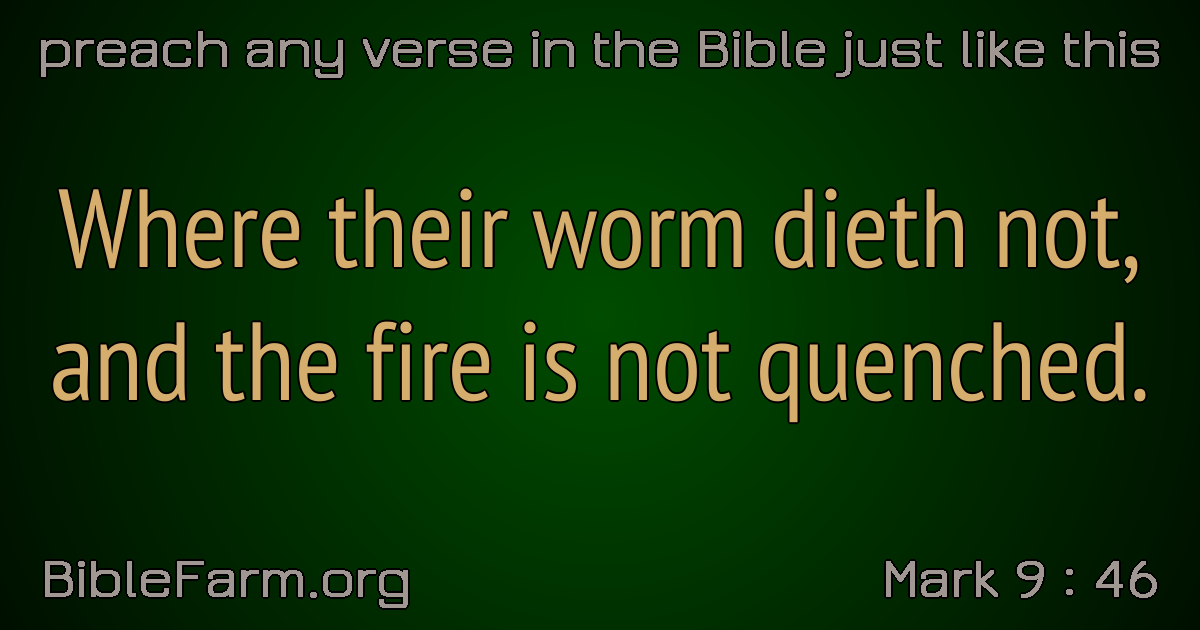 preach any verse in the Bible just like this
Where their worm dieth not,
and the fire is not quenched.
BibleFarm.org
Mark 9 : 46